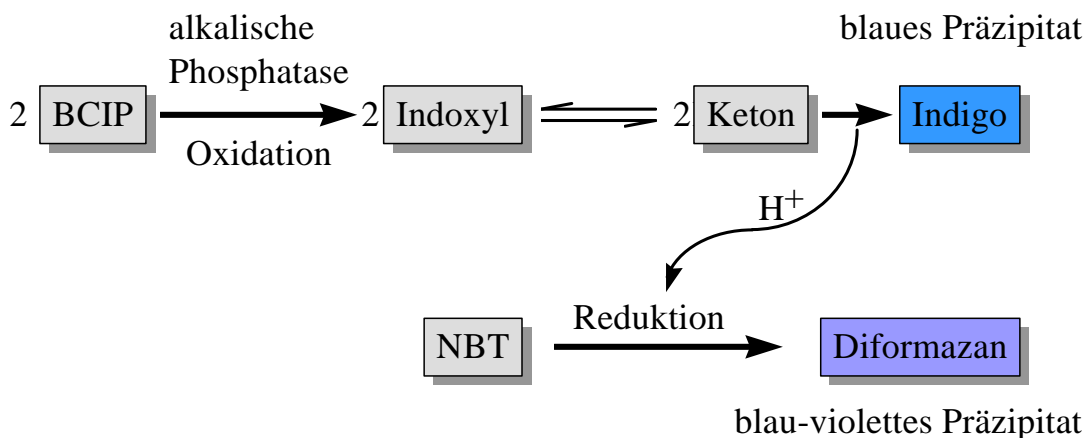 alkalische
Phosphatase
blaues Präzipitat
2 BCIP 2 Indoxyl 2 Keton Indigo
Oxidation
H+
Reduktion
NBT Diformazan
blau-violettes Präzipitat